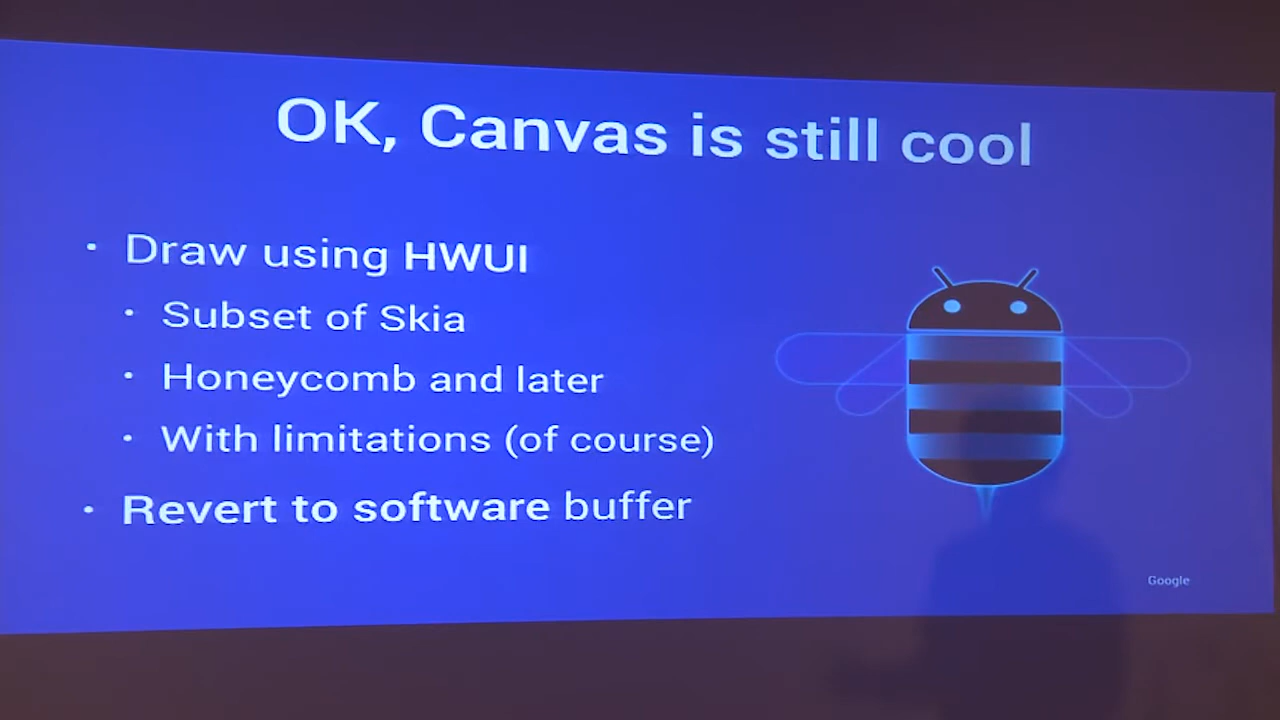 OK, Canvas is still cool
• Draw using HWUI
• Subset of Skia
• Honeycomb and later
• With limitations (of course)
• Revert to software buffer
Google